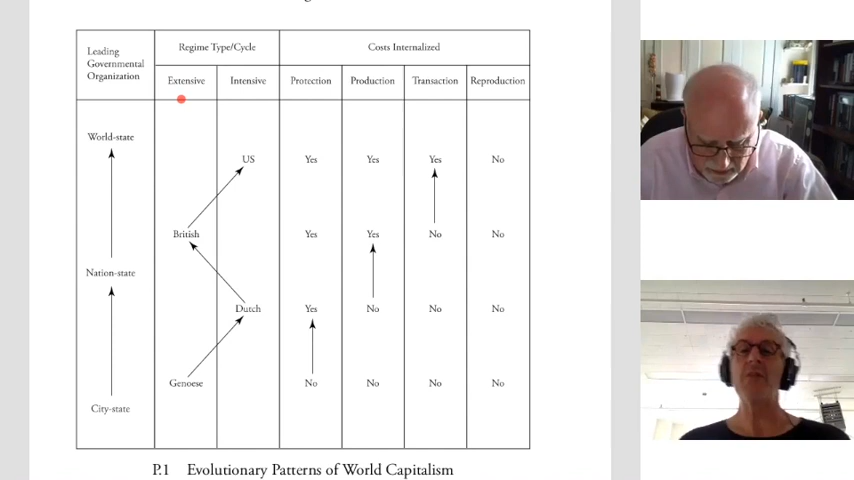 Leading
Governmental
Organization
Regime Type/Cycle
Costs Internalized
Extensive
Intensive
Protection
Production
Transaction
Reproduction
World-state
US
Yes
Yes
Yes
No
British
Yes
Yes
No
No
Nation-state
Dutch
Yes
No
No
No
Genoese
No
No
No
No
City-state
P.1 Evolutionary Patterns of World Capitalism